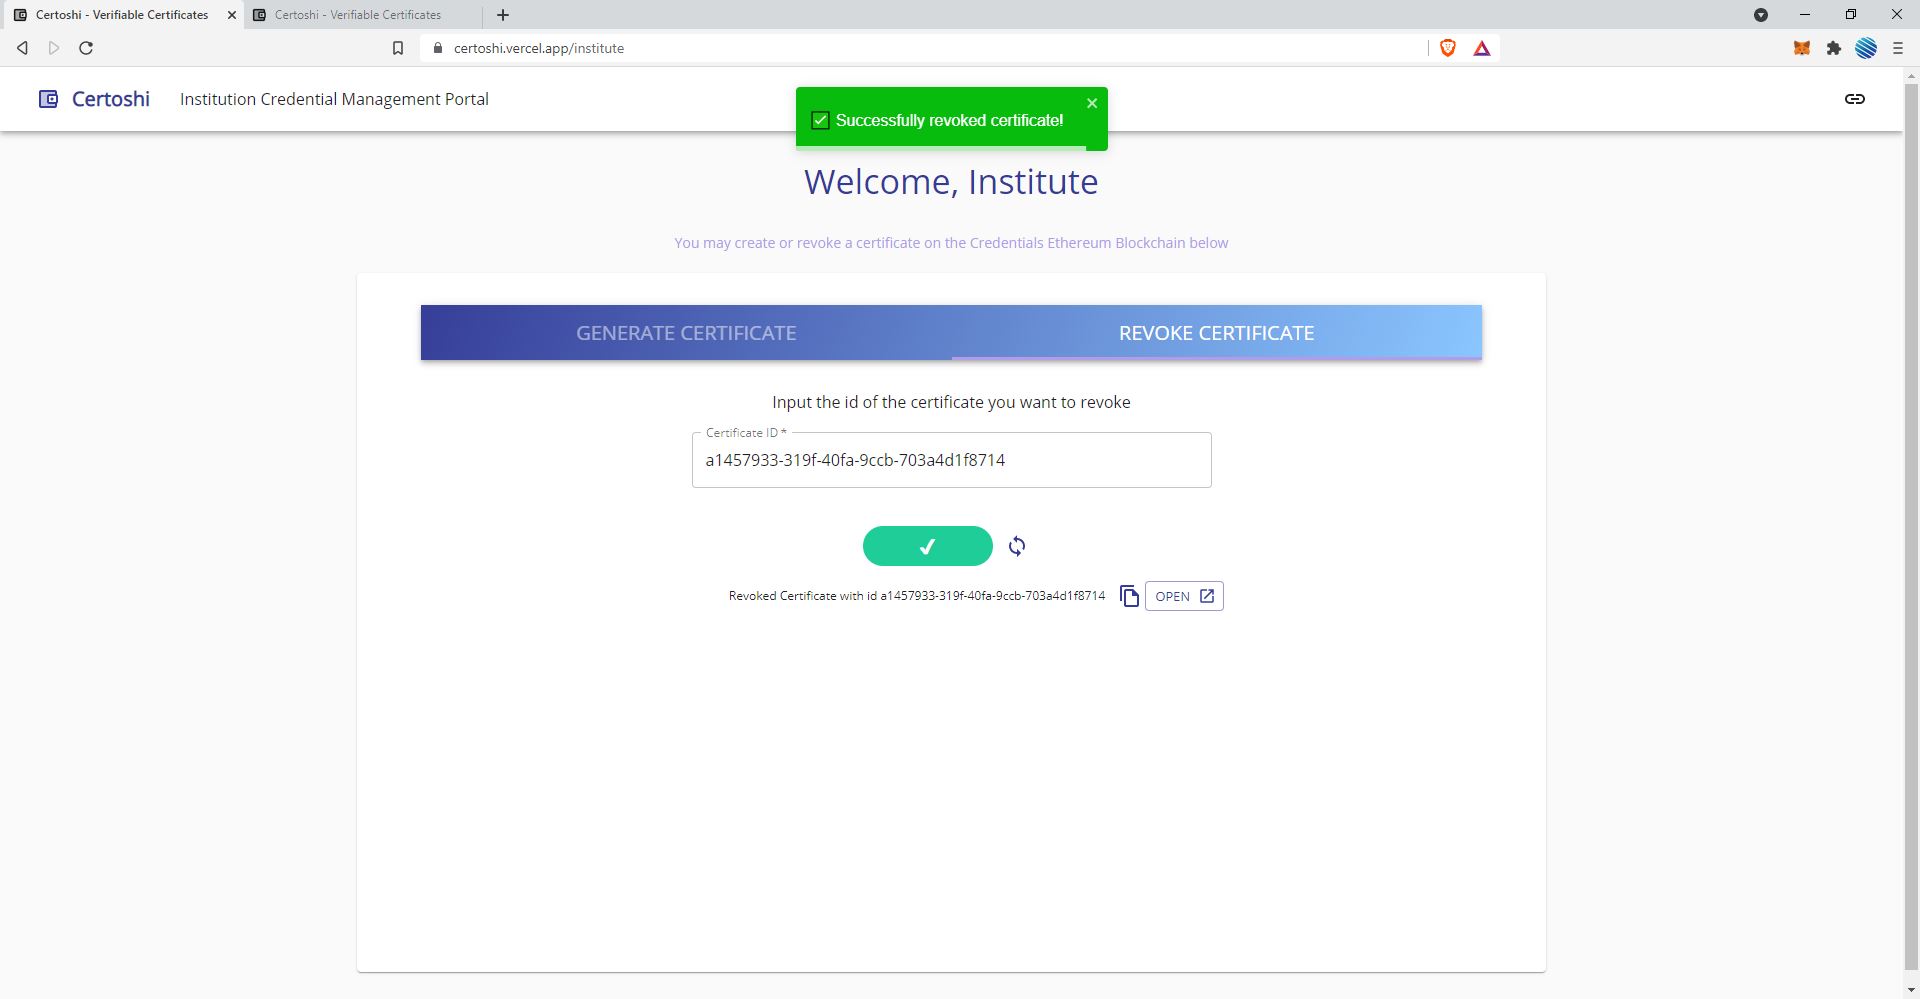 Certoshi - Verifiable Certificates
Certoshi - Verifiable Certificates
certoshi.vercel.app/institute
Certoshi
Institution Credential Management Portal
Successfully revoked certificate!
Welcome, Institute
You may create or revoke a certificate on the Credentials Ethereum Blockchain below
GENERATE CERTIFICATE
REVOKE CERTIFICATE
Input the id of the certificate you want to revoke
Certificate ID *
a1457933-319f-40fa-9ccb-703a4d1f8714
Revoked Certificate with id a1457933-319f-40fa-9ccb-703a4d1f8714
OPEN